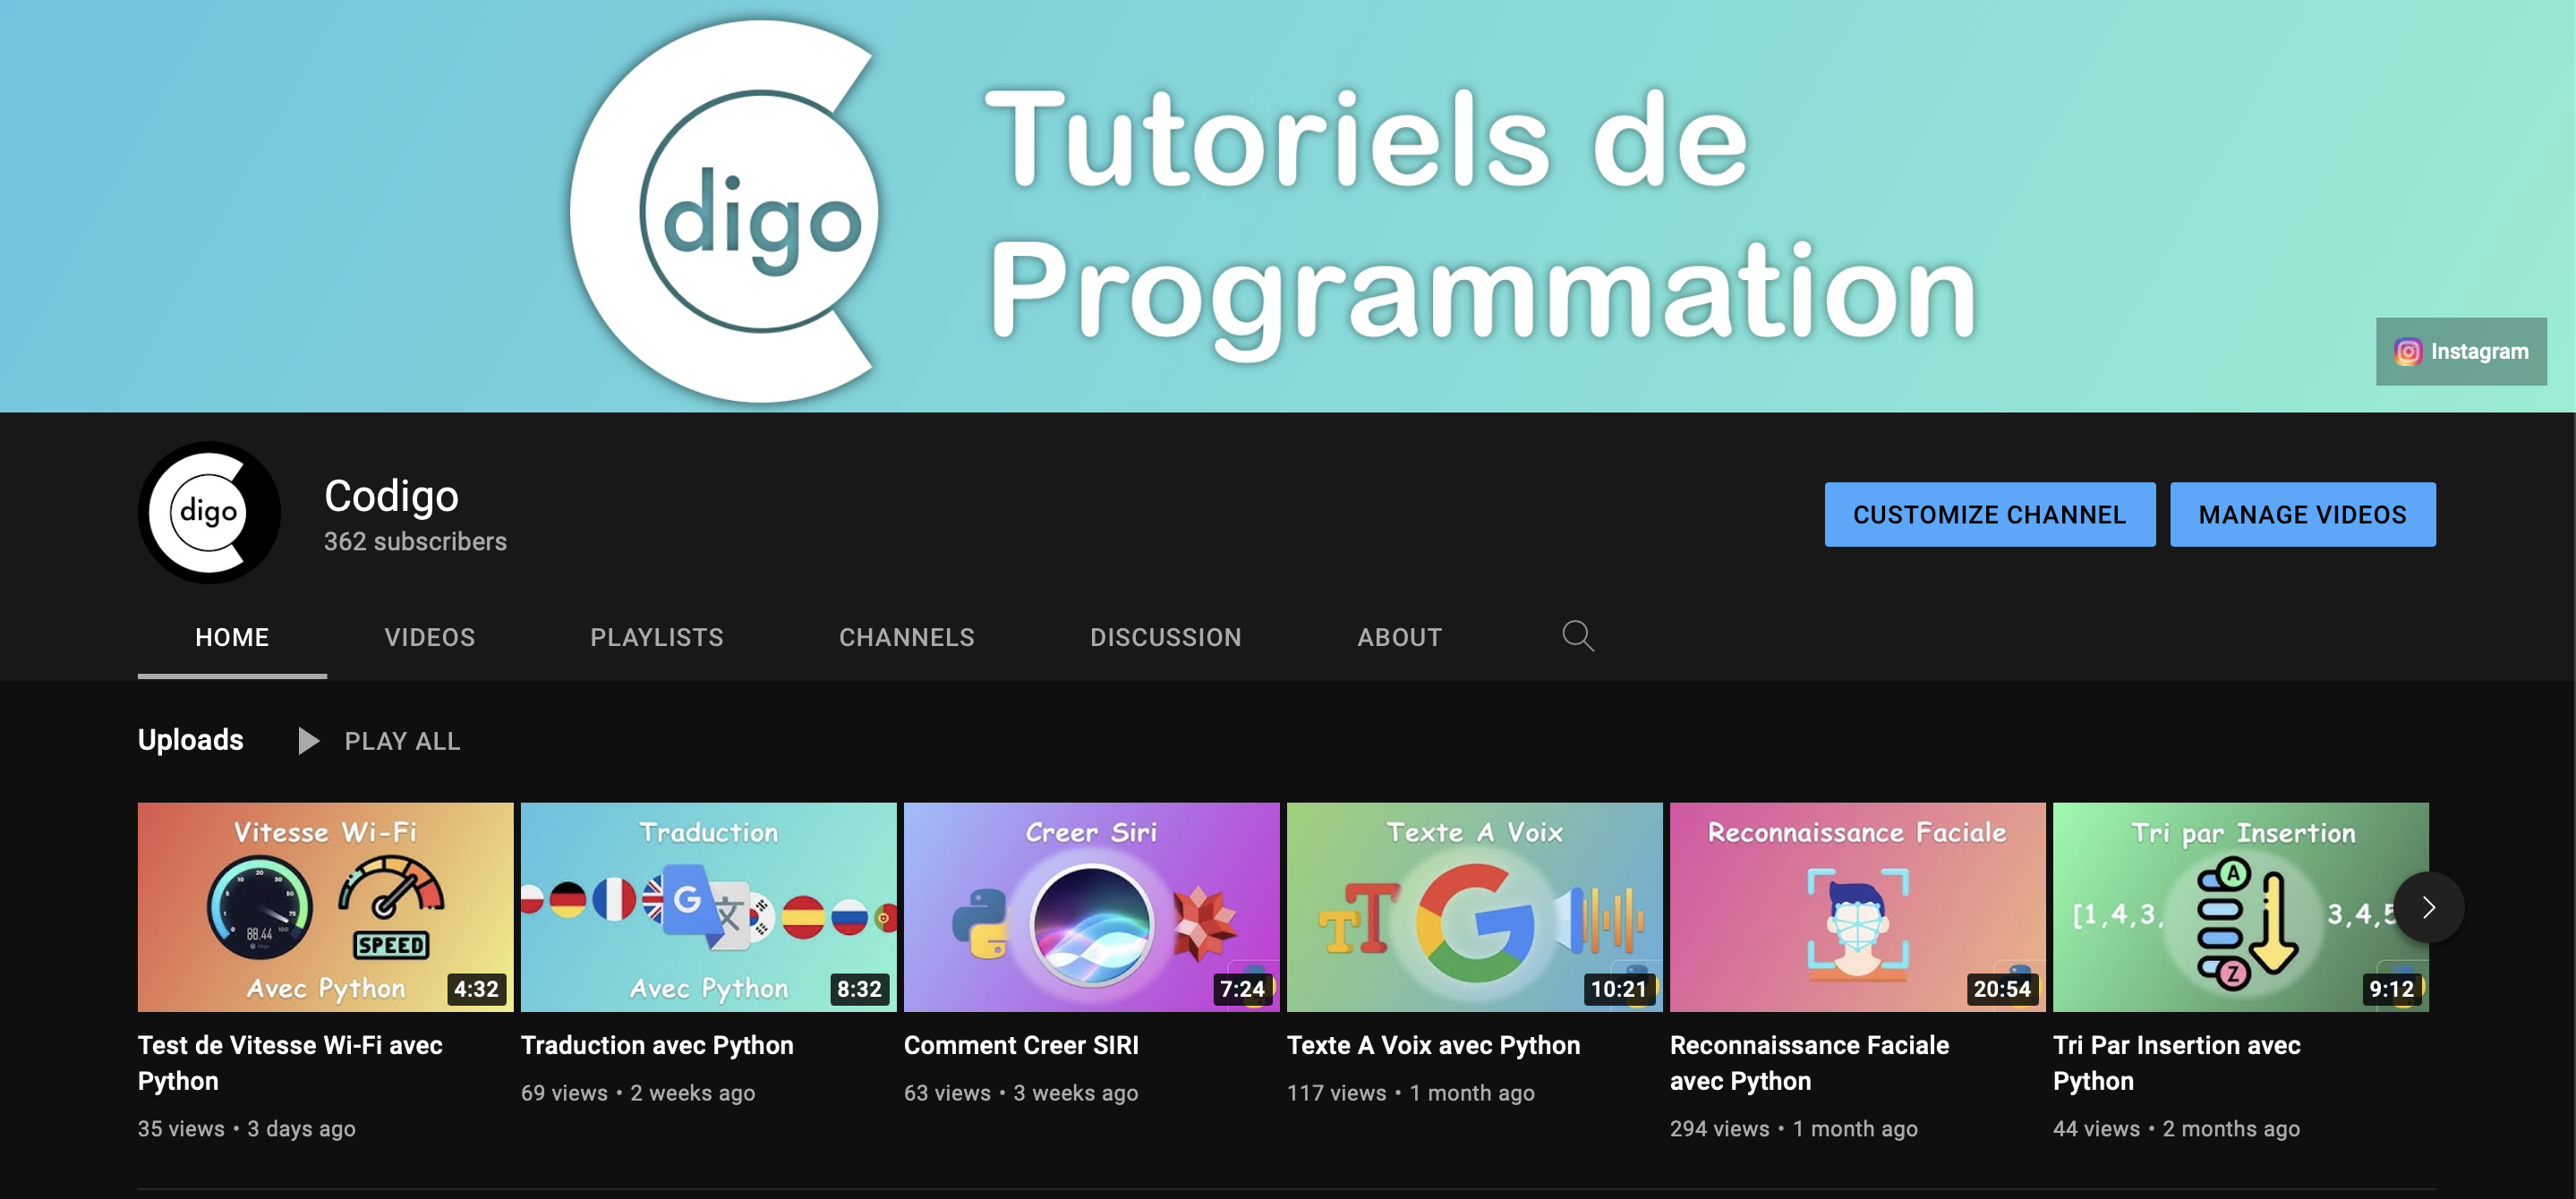 digo
Tutoriels de
Programmation
Instagram
digo
Codigo
362 subscribers
CUSTOMIZE CHANNEL
MANAGE VIDEOS
HOME
VIDEOS
PLAYLISTS
CHANNELS
DISCUSSION
ABOUT
Uploads
PLAY ALL
Vitesse Wi-Fi
88.44
SPEED
Avec Python
4:32
Test de Vitesse Wi-Fi avec
Python
35 views • 3 days ago
Traduction
G 文
Avec Python
8:32
Traduction avec Python
69 views • 2 weeks ago
Creer Siri
7:24
Comment Creer SIRI
63 views • 3 weeks ago
Texte A Voix
TT G
10:21
Texte A Voix avec Python
117 views • 1 month ago
Reconnaissance Faciale
20:54
Reconnaissance Faciale
avec Python
294 views • 1 month ago
Tri par Insertion
[1,4,3,
A
Z
3,4,5
9:12
Tri Par Insertion avec
Python
44 views • 2 months ago